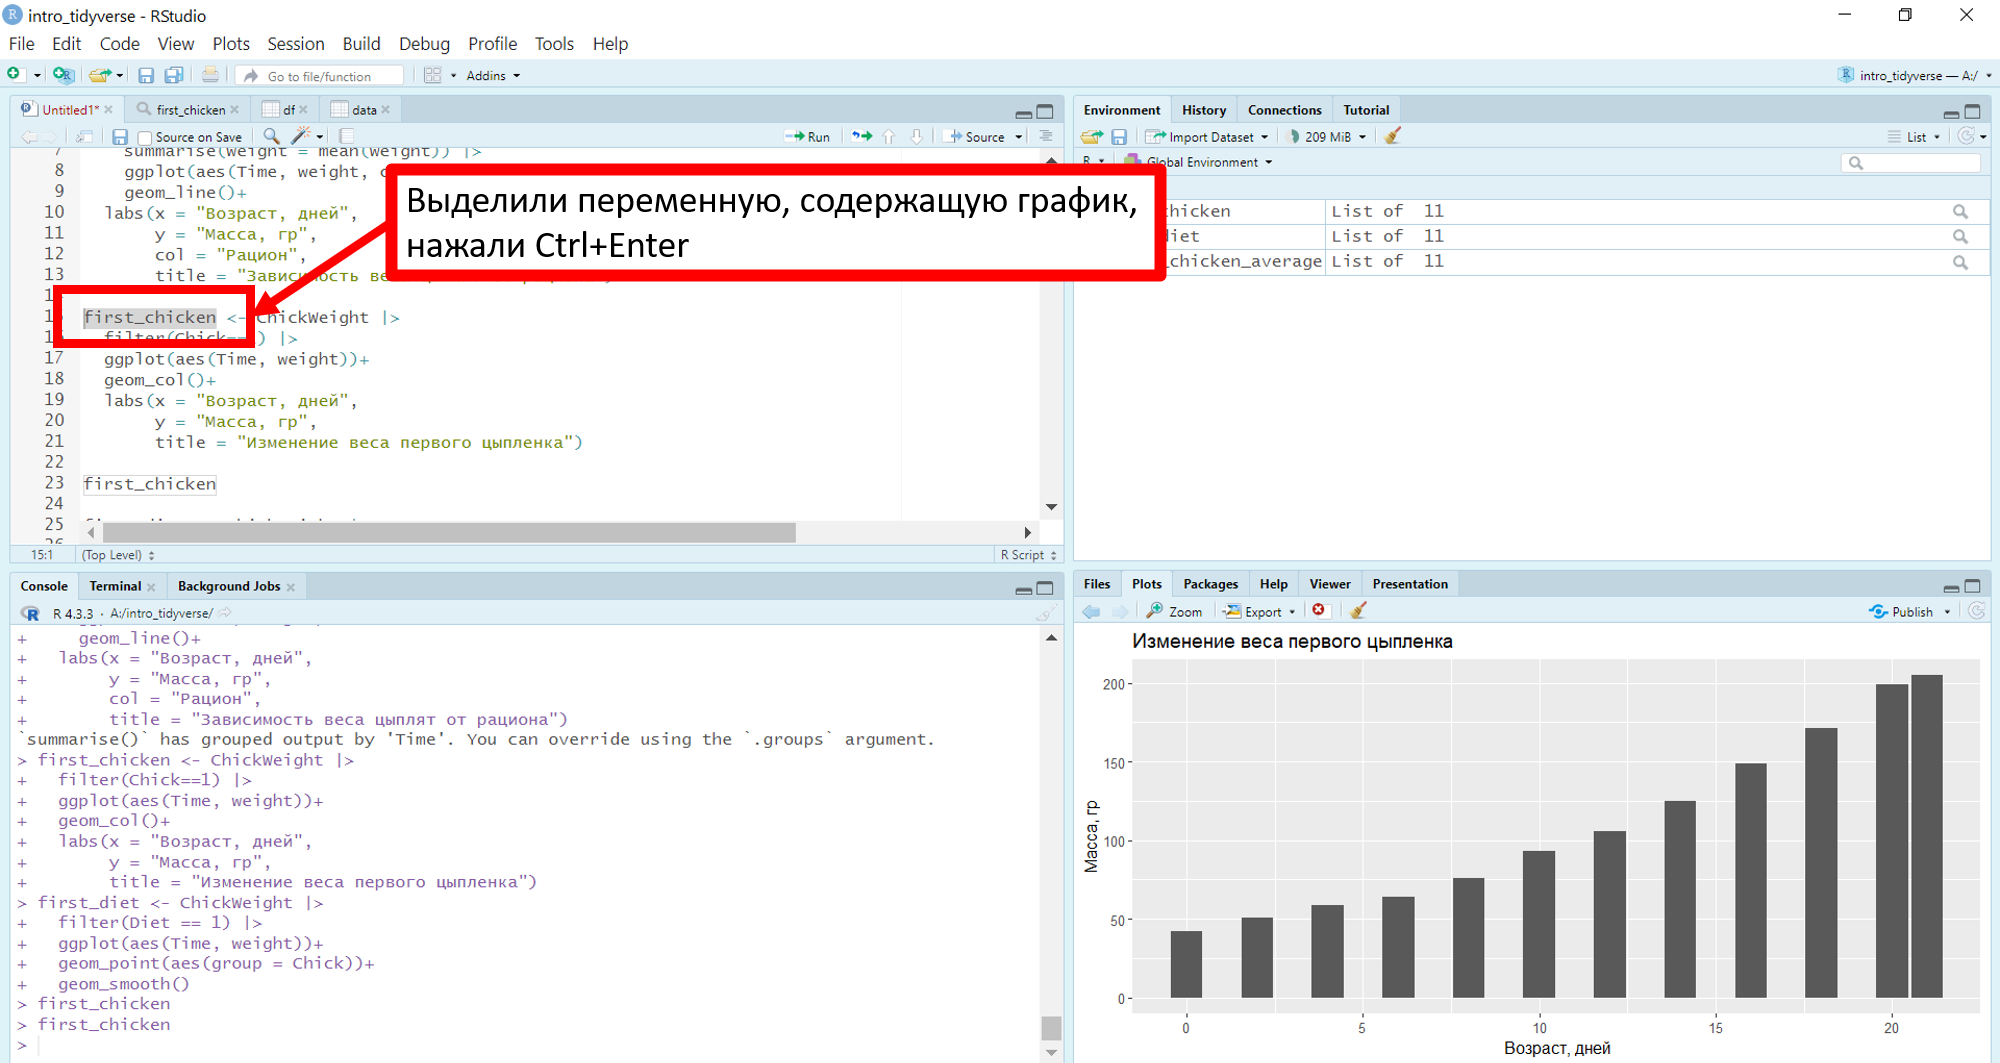 intro_tidyverse - RStudio
File Edit Code View Plots Session Build Debug Profile Tools Help
Go to file/function Addins intro_tidyverse — A:/
Untitled1* first_chicken df data
Source on Save Run Source
7 summarise(weight = mean(weight)) |>
8 ggplot(aes(Time, weight,
9 geom_line()+
10 labs(x = "Возраст, дней",
11 y = "Масса, гр",
12 col = "Рацион",
13 title = "Зависимость
Выделили переменную, содержащую график,
нажали Ctrl+Enter
first_chicken <- ChickWeight |>
filter(Chick== ) |>
17 ggplot(aes(Time, weight))+
18 geom_col()+
19 labs(x = "Возраст, дней",
20 y = "Масса, гр",
21 title = "Изменение веса первого цыпленка")
22
23 first_chicken
24
25
26
15:1 (Top Level) R Script
Environment History Connections Tutorial
Import Dataset 209 MiB List
R Global Environment
hicken List of 11
iet List of 11
_chicken_average List of 11
Console Terminal Background Jobs
R 4.3.3 · A:/intro_tidyverse/
+ geom_line()+
+ labs(x = "Возраст, дней",
+ y = "Масса, гр",
+ col = "Рацион",
+ title = "Зависимость веса цыплят от рациона")
`summarise()` has grouped output by 'Time'. You can override using the `.groups` argument.
> first_chicken <- ChickWeight |>
+ filter(Chick==1) |>
+ ggplot(aes(Time, weight))+
+ geom_col()+
+ labs(x = "Возраст, дней",
+ y = "Масса, гр",
+ title = "Изменение веса первого цыпленка")
> first_diet <- ChickWeight |>
+ filter(Diet == 1) |>
+ ggplot(aes(Time, weight))+
+ geom_point(aes(group = Chick))+
+ geom_smooth()
> first_chicken
> first_chicken
>
Files Plots Packages Help Viewer Presentation
Zoom Export Publish
Изменение веса первого цыпленка
200
150
100
50
0
Масса, гр
0 5 10 15 20
Возраст, дней